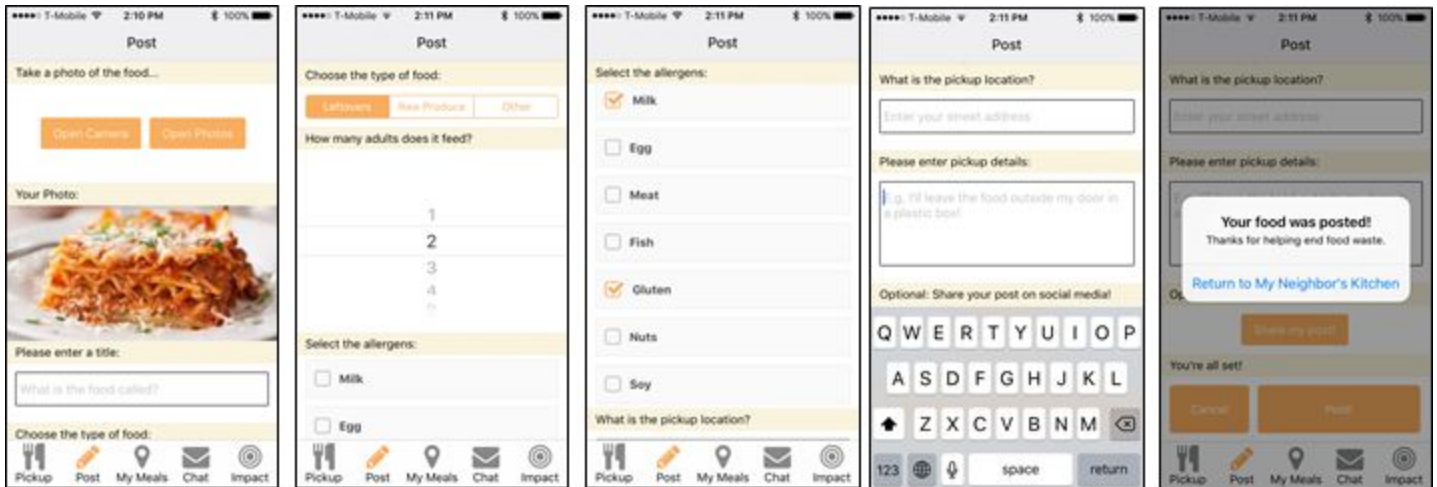 T-Mobile 2:10 PM 100%
Post
Take a photo of the food...
Open Camera Open Photos
Your Photo:
Please enter a title:
What is the food called?
Choose the type of food:
Pickup Post My Meals Chat Impact
T-Mobile 2:11 PM 100%
Post
Choose the type of food:
Leftovers Raw Produce Other
How many adults does it feed?
1
2
3
4
Select the allergens:
Milk
Egg
Pickup Post My Meals Chat Impact
T-Mobile 2:11 PM 100%
Post
Select the allergens:
Milk
Egg
Meat
Fish
Gluten
Nuts
Soy
What is the pickup location?
Pickup Post My Meals Chat Impact
T-Mobile 2:11 PM 100%
Post
What is the pickup location?
Enter your street address
Please enter pickup details:
E.g. I'll leave the food outside my door in
a plastic box!
Optional: Share your post on social media!
Q W E R T Y U I O P
A S D F G H J K L
Z X C V B N M
123 space return
T-Mobile 2:11 PM 100%
Post
What is the pickup location?
Enter your street address
Please enter pickup details:
Your food was posted!
Thanks for helping end food waste.
Return to My Neighbor's Kitchen
Share my post!
You're all set!
Cancel Post!
Pickup Post My Meals Chat Impact